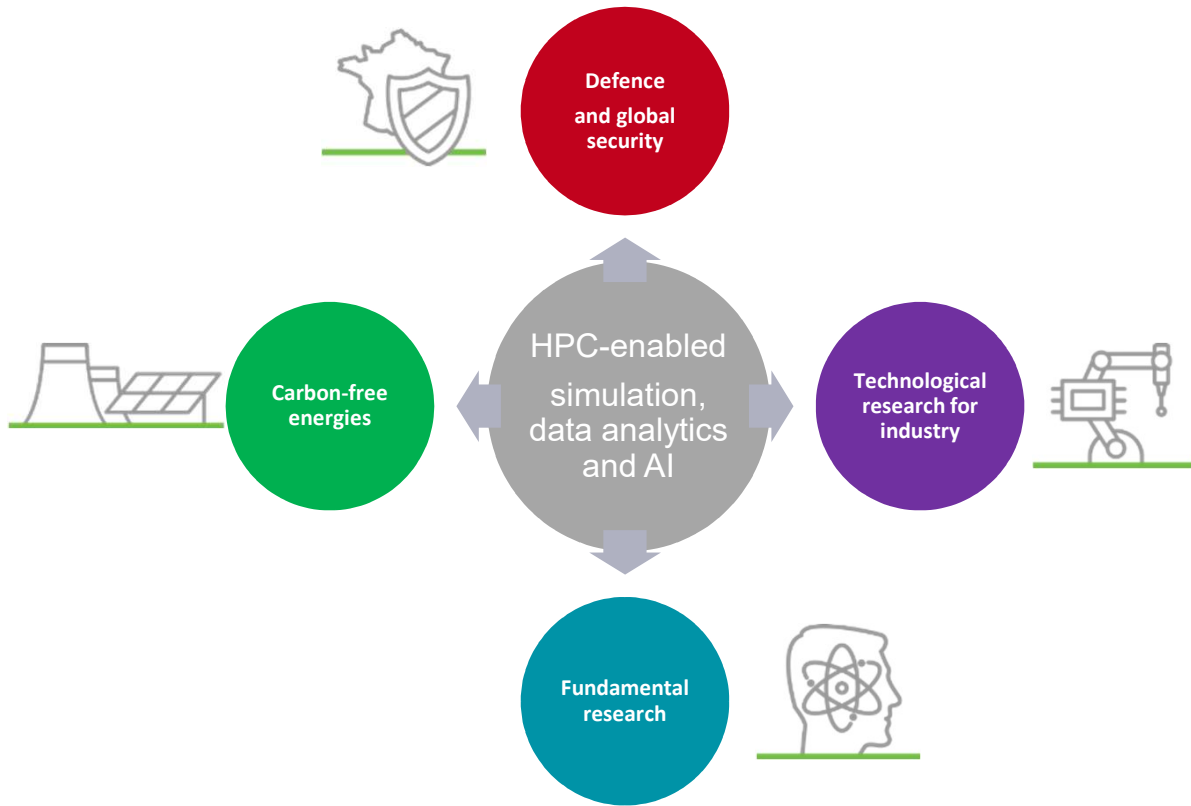 Defence
and global
security
HPC-enabled
simulation,
data analytics
and AI
Carbon-free
energies
Technological
research for
industry
Fundamental
research